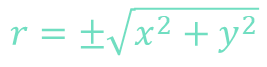 r = ±√(x² + y²)